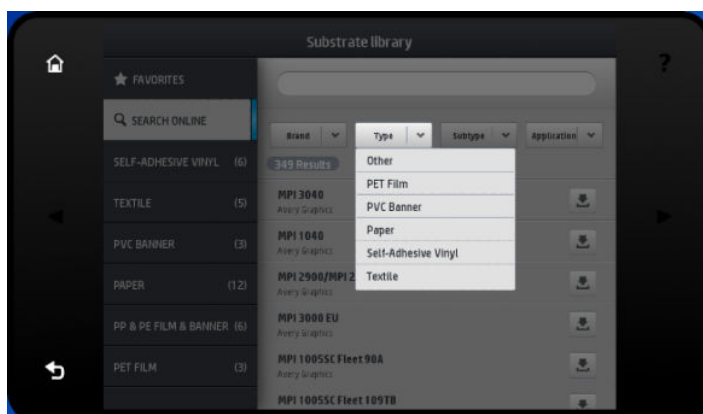 Substrate library
?
FAVORITES
SEARCH ONLINE
SELF-ADHESIVE VINYL (6)
TEXTILE (5)
PVC BANNER (3)
PAPER (12)
PP & PE FILM & BANNER (6)
PET FILM (3)
Brand
Type
Subtype
Application
349 Results
Other
PET Film
PVC Banner
Paper
Self-Adhesive Vinyl
Textile
MPI 3040
Avery Graphics
MPI 1040
Avery Graphics
MPI 2900/MPI 2
Avery Graphics
MPI 3000 EU
Avery Graphics
MPI 1005SC Fleet 90A
Avery Graphics
MPI 1005SC Fleet 109TB